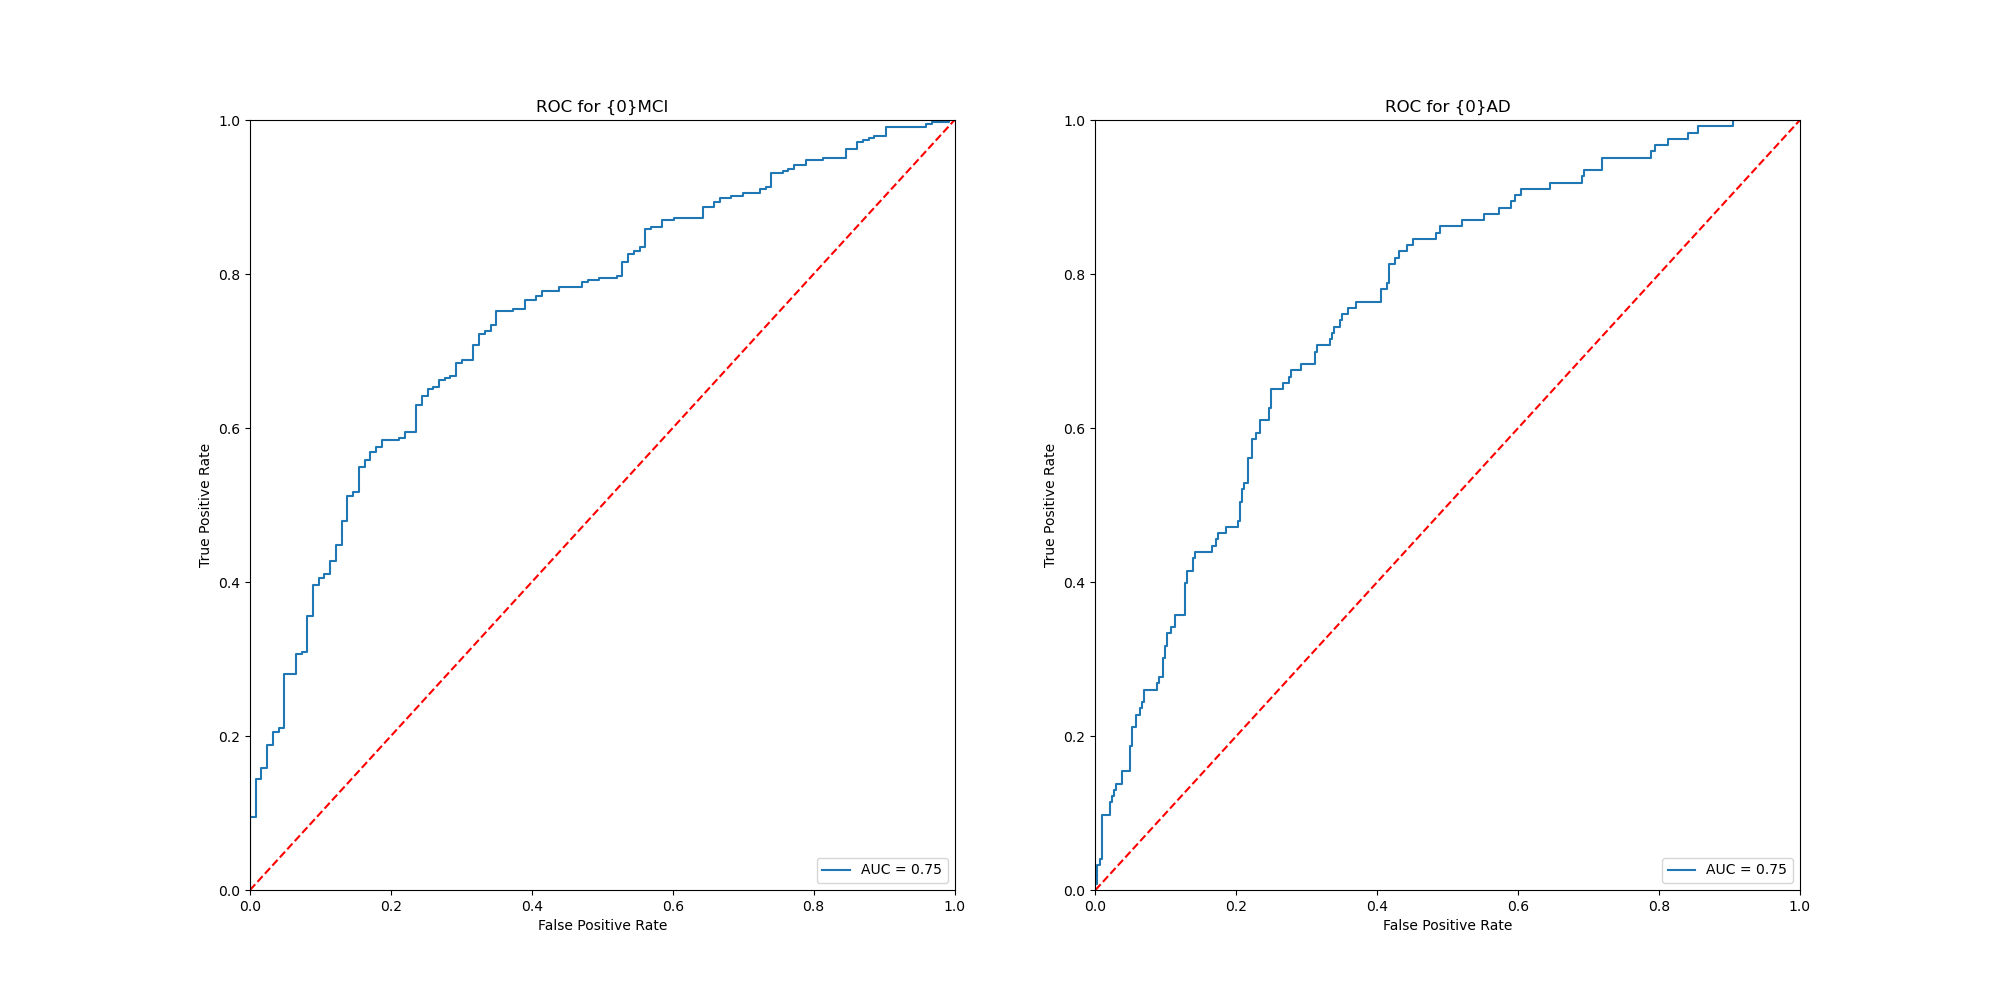 ROC for {0}MCI
1.0
0.8
0.6
0.4
0.2
0.0
True Positive Rate
0.0 0.2 0.4 0.6 0.8 1.0
False Positive Rate
AUC = 0.75
ROC for {0}AD
1.0
0.8
0.6
0.4
0.2
0.0
True Positive Rate
0.0 0.2 0.4 0.6 0.8 1.0
False Positive Rate
AUC = 0.75